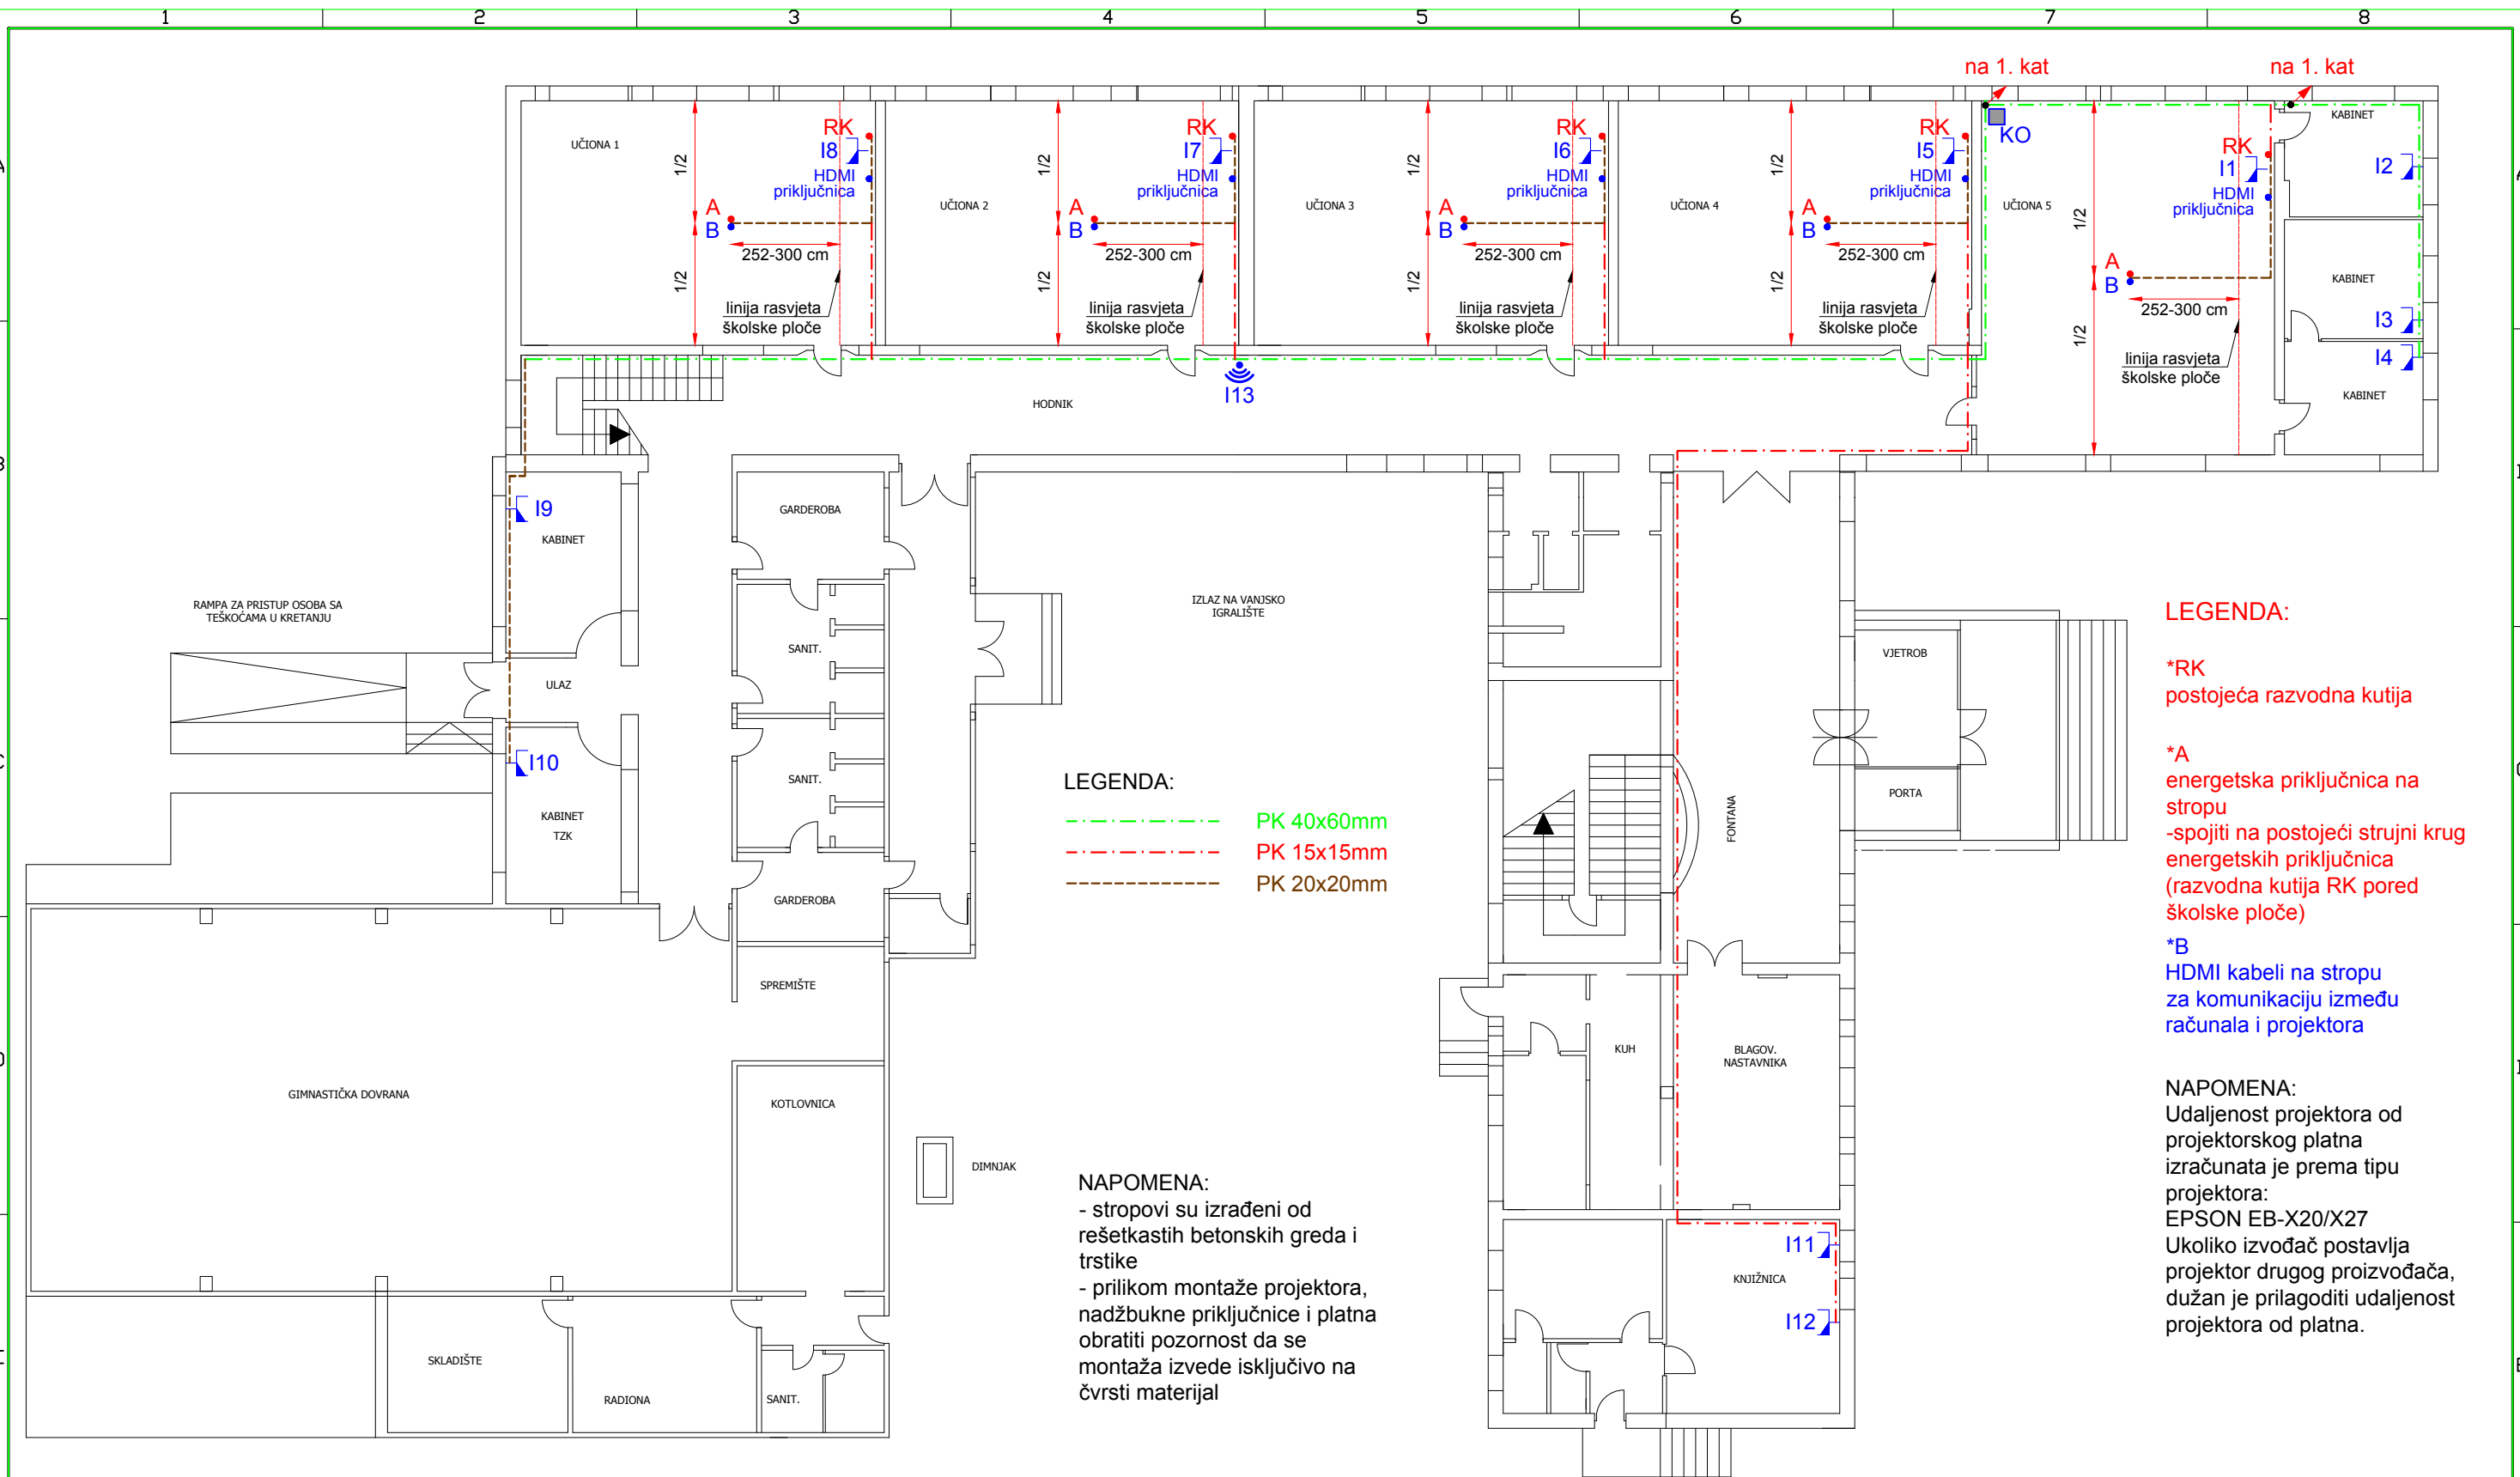 1 2 3 4 5 6 7 8
na 1. kat
na 1. kat
A
A
UČIONA 1
1/2
1/2
RK
I8
HDMI
priključnica
A
B
252-300 cm
linija rasvjeta
školske ploče
UČIONA 2
1/2
1/2
RK
I7
HDMI
priključnica
A
B
252-300 cm
linija rasvjeta
školske ploče
UČIONA 3
1/2
1/2
RK
I6
HDMI
priključnica
A
B
252-300 cm
linija rasvjeta
školske ploče
UČIONA 4
1/2
1/2
RK
I5
HDMI
priključnica
A
B
252-300 cm
linija rasvjeta
školske ploče
KO
UČIONA 5
1/2
1/2
RK
I1
HDMI
priključnica
A
B
252-300 cm
linija rasvjeta
školske ploče
KABINET
I2
KABINET
I3
I4
KABINET
I13
HODNIK
B
I9
KABINET
GARDEROBA
RAMPA ZA PRISTUP OSOBA SA
TEŠKOĆAMA U KRETANJU
IZLAZ NA VANJSKO
IGRALIŠTE
SANIT.
ULAZ
VJETROB
C
I10
SANIT.
KABINET
TZK
PORTA
FONTANA
GARDEROBA
LEGENDA:
PK 40x60mm
PK 15x15mm
PK 20x20mm
LEGENDA:
*RK
postojeća razvodna kutija
*A
energetska priključnica na
stropu
-spojiti na postojeći strujni krug
energetskih priključnica
(razvodna kutija RK pored
školske ploče)
*B
HDMI kabeli na stropu
za komunikaciju između
računala i projektora
SPREMIŠTE
D
GIMNASTIČKA DOVRANA
KOTLOVNICA
KUH
BLAGOV.
NASTAVNIKA
DIMNJAK
NAPOMENA:
- stropovi su izrađeni od
rešetkastih betonskih greda i
trstike
- prilikom montaže projektora,
nadžbukne priključnice i platna
obratiti pozornost da se
montaža izvede isključivo na
čvrsti materijal
NAPOMENA:
Udaljenost projektora od
projektorskog platna
izračunata je prema tipu
projektora:
EPSON EB-X20/X27
Ukoliko izvođač postavlja
projektor drugog proizvođača,
dužan je prilagoditi udaljenost
projektora od platna.
I11
KNJIŽNICA
I12
E
SKLADIŠTE
RADIONA
SANIT.